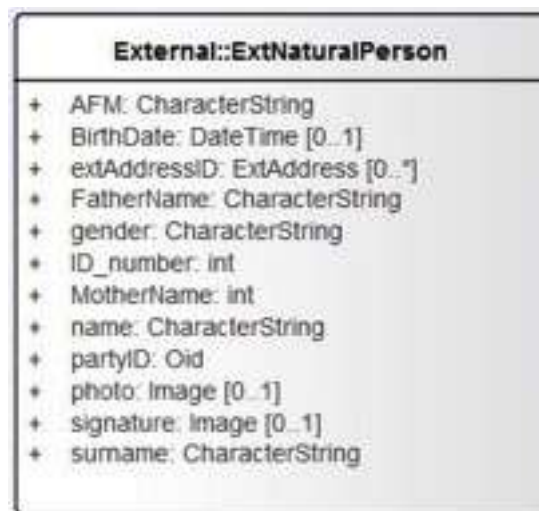 External::ExtNaturalPerson
+ AFM: CharacterString
+ BirthDate: DateTime [0..1]
+ extAddressID: ExtAddress [0..*]
+ FatherName: CharacterString
+ gender: CharacterString
+ ID_number: int
+ MotherName: int
+ name: CharacterString
+ partyID: Oid
+ photo: Image [0..1]
+ signature: Image [0..1]
+ surname: CharacterString